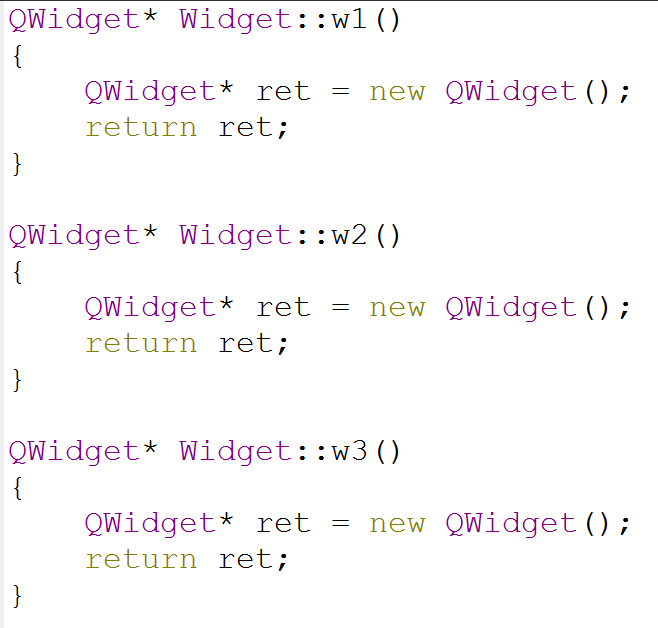 QWidget* Widget::w1()
{
    QWidget* ret = new QWidget();
    return ret;
}

QWidget* Widget::w2()
{
    QWidget* ret = new QWidget();
    return ret;
}

QWidget* Widget::w3()
{
    QWidget* ret = new QWidget();
    return ret;
}